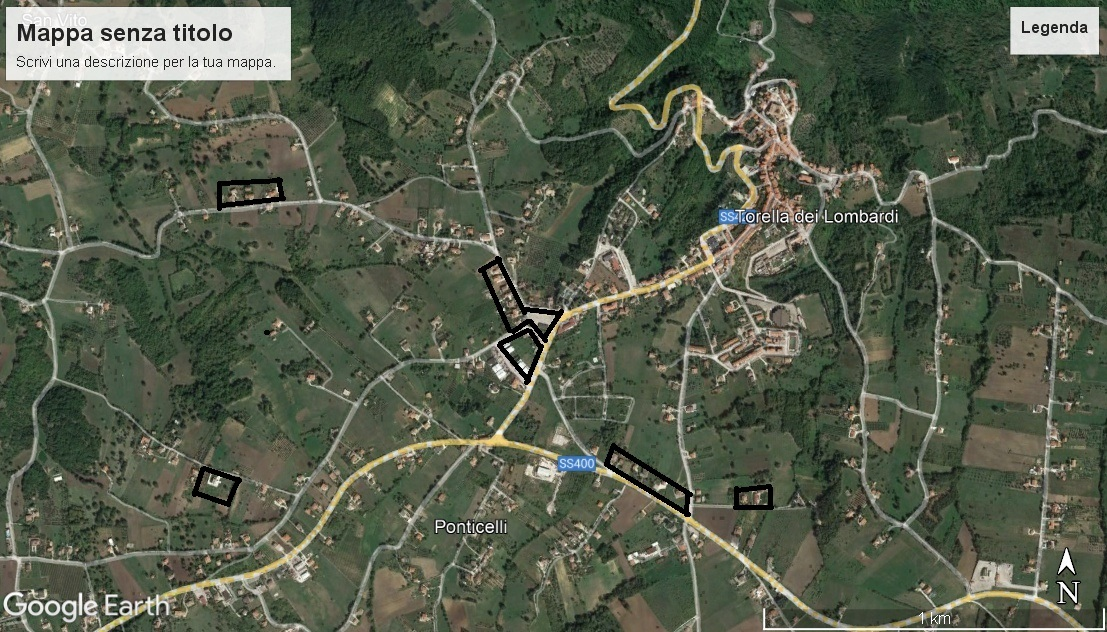 San Vito
Mappa senza titolo
Scrivi una descrizione per la tua mappa.
Legenda
Torella dei Lombardi
SS400
Ponticelli
Google Earth
N
1 km